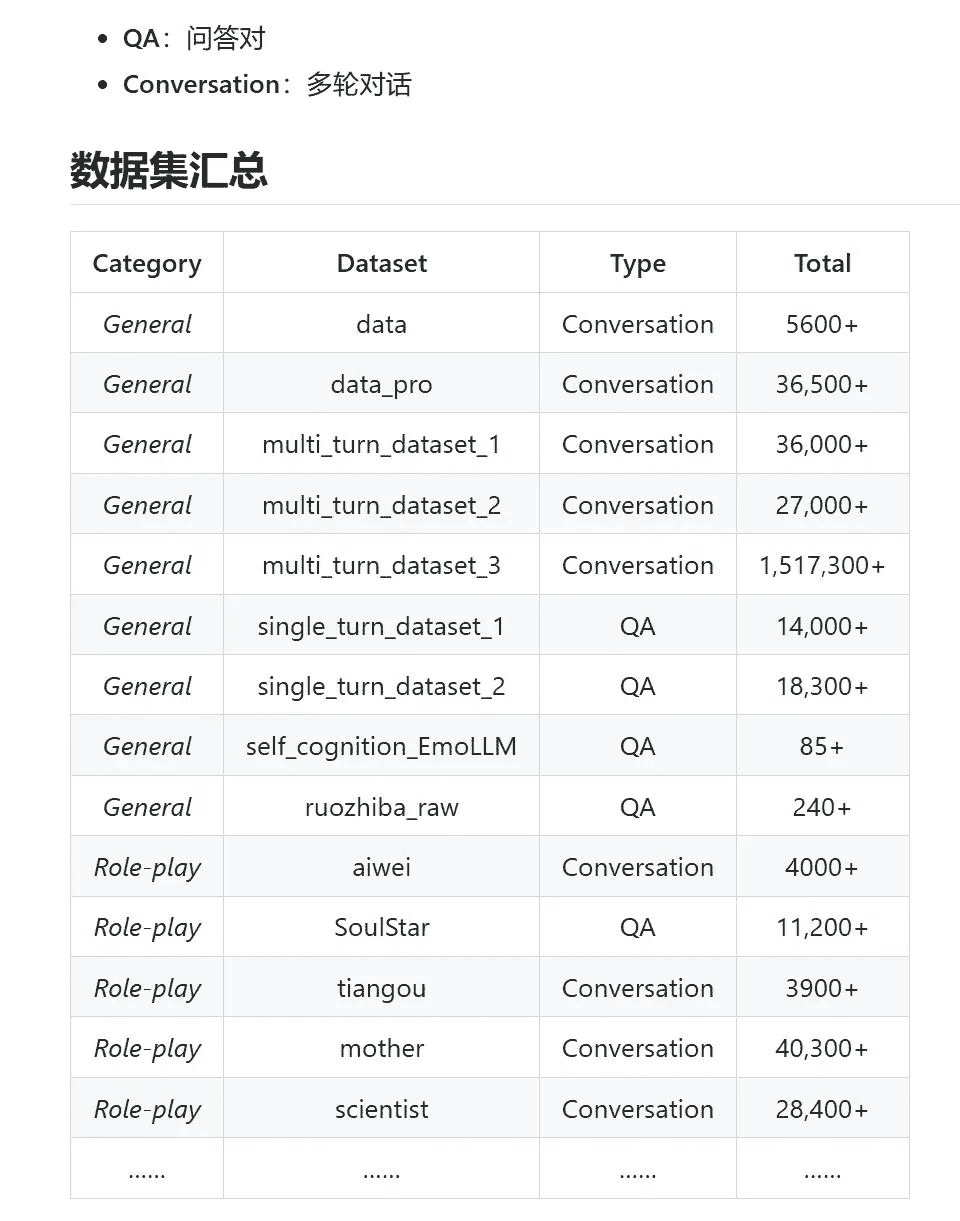 • QA：问答对
• Conversation：多轮对话
数据集汇总
Category Dataset Type Total
General data Conversation 5600+
General data_pro Conversation 36,500+
General multi_turn_dataset_1 Conversation 36,000+
General multi_turn_dataset_2 Conversation 27,000+
General multi_turn_dataset_3 Conversation 1,517,300+
General single_turn_dataset_1 QA 14,000+
General single_turn_dataset_2 QA 18,300+
General self_cognition_EmoLLM QA 85+
General ruozhiba_raw QA 240+
Role-play aiwei Conversation 4000+
Role-play SoulStar QA 11,200+
Role-play tiangou Conversation 3900+
Role-play mother Conversation 40,300+
Role-play scientist Conversation 28,400+
…… …… …… ……